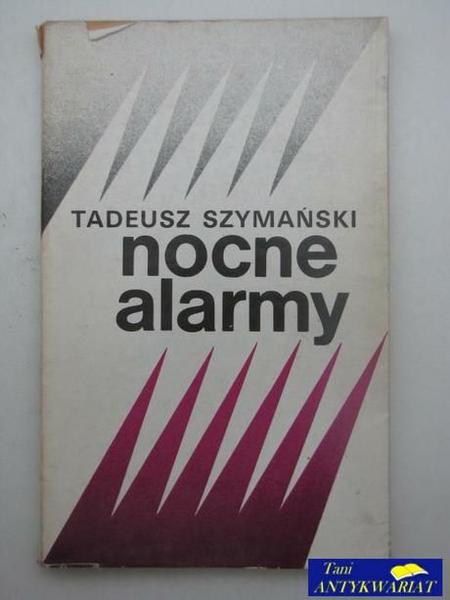 TADEUSZ SZYMAŃSKI
nocne
alarmy
Tani
ANTYKWARIAT